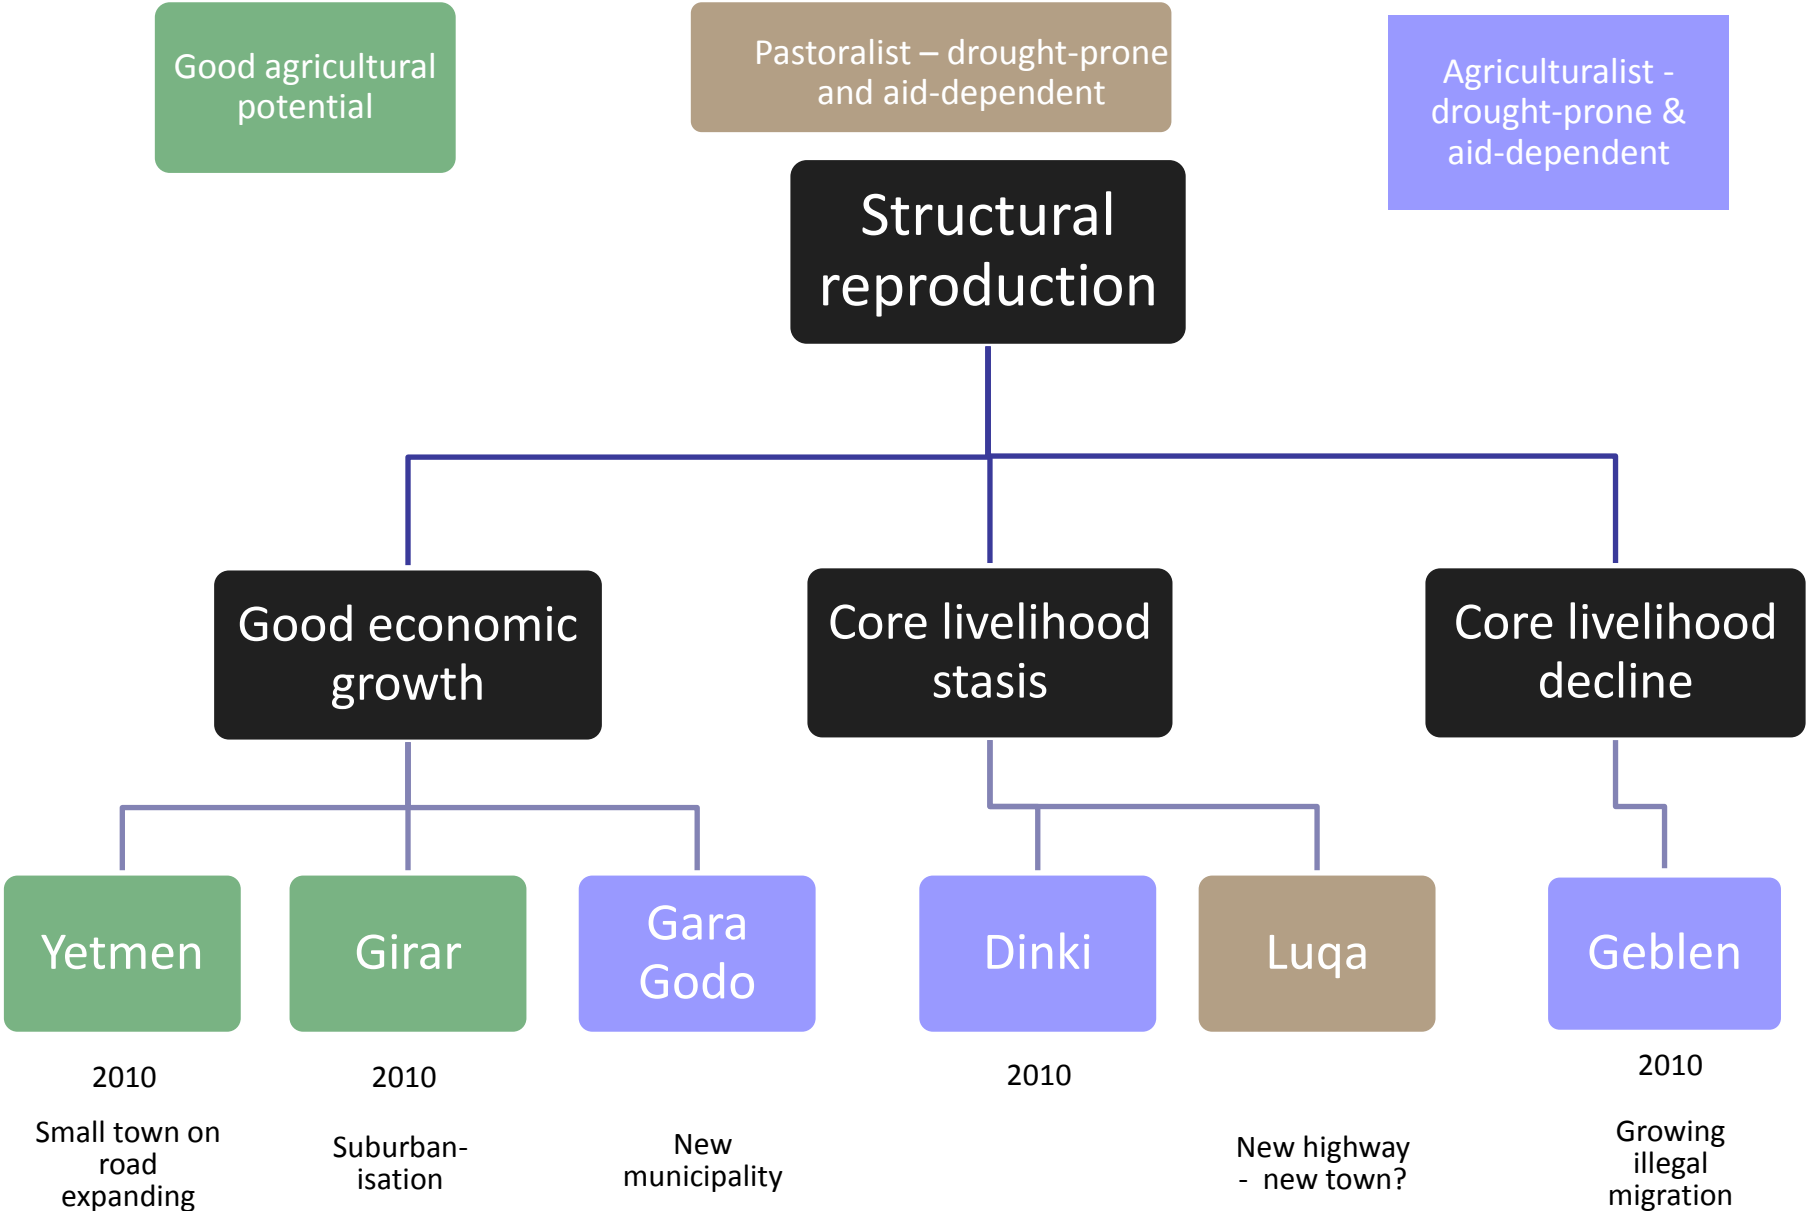 Good agricultural
potential
Pastoralist – drought-prone
and aid-dependent
Agriculturalist -
drought-prone &
aid-dependent
Structural
reproduction
Good economic
growth
Core livelihood
stasis
Core livelihood
decline
Yetmen
Girar
Gara
Godo
Dinki
Luqa
Geblen
2010
2010
2010
2010
Small town on
road
expanding
Suburban-
isation
New
municipality
New highway
- new town?
Growing
illegal
migration